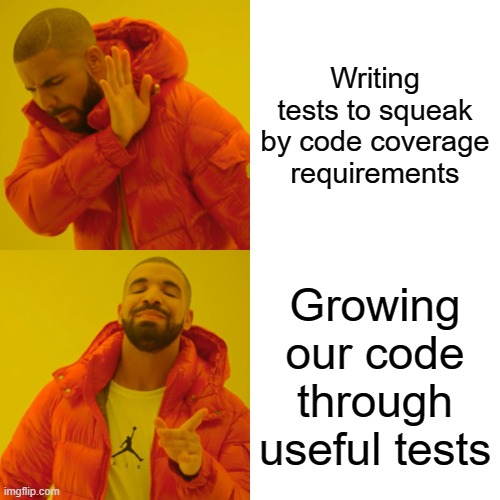 Writing
tests to squeak
by code coverage
requirements
Growing
our code
through
useful tests
imgflip.com